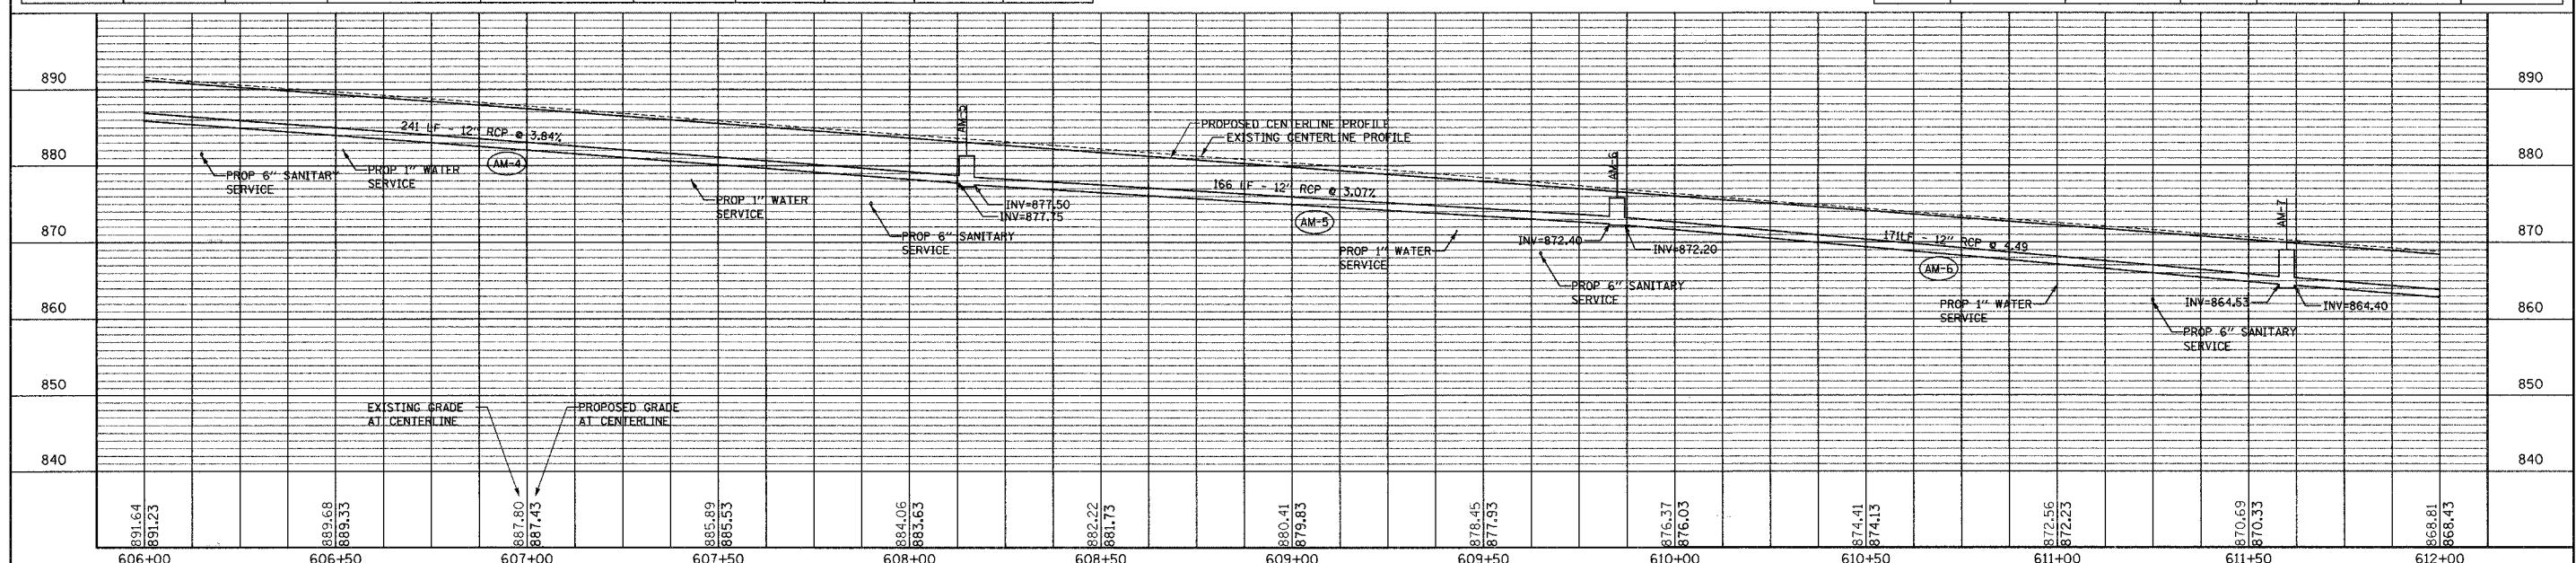 890
890
AM-5
PROPOSED CENTERLINE PROFILE
EXISTING CENTERLINE PROFILE
241 LF - 12" RCP @ 3.84%
880
880
AM-4
PROP 6" SANITARY
SERVICE
PROP 1" WATER
SERVICE
AM-6
PROP 1" WATER
SERVICE
166 LF - 12" RCP @ 3.07%
INV=877.50
INV=877.75
AM-5
AM-7
870
870
PROP 6" SANITARY
SERVICE
PROP 1" WATER
SERVICE
INV=872.40
INV=872.20
171LF - 12" RCP @ 4.49
AM-6
PROP 6" SANITARY
SERVICE
860
860
PROP 1" WATER
SERVICE
INV=864.53
INV=864.40
PROP 6" SANITARY
SERVICE
850
850
EXISTING GRADE
AT CENTERLINE
PROPOSED GRADE
AT CENTERLINE
840
840
891.64
891.23
889.68
889.33
887.80
887.43
885.89
885.53
884.06
883.63
882.22
881.73
880.41
879.83
878.45
877.93
876.37
876.03
874.41
874.13
872.56
872.23
870.69
870.33
868.81
868.43
606+00
606+50
607+00
607+50
608+00
608+50
609+00
609+50
610+00
610+50
611+00
611+50
612+00